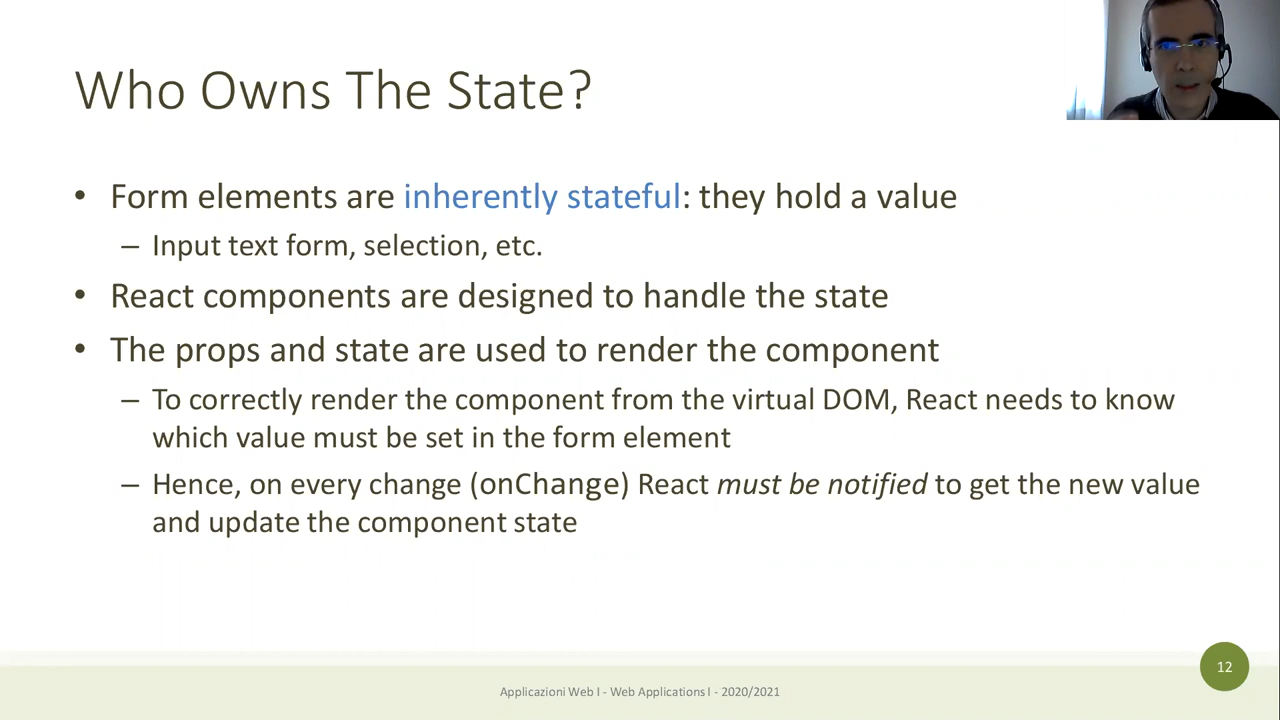 Who Owns The State?
• Form elements are inherently stateful: they hold a value
– Input text form, selection, etc.
• React components are designed to handle the state
• The props and state are used to render the component
– To correctly render the component from the virtual DOM, React needs to know
which value must be set in the form element
– Hence, on every change (onChange) React must be notified to get the new value
and update the component state
12
Applicazioni Web I - Web Applications I - 2020/2021